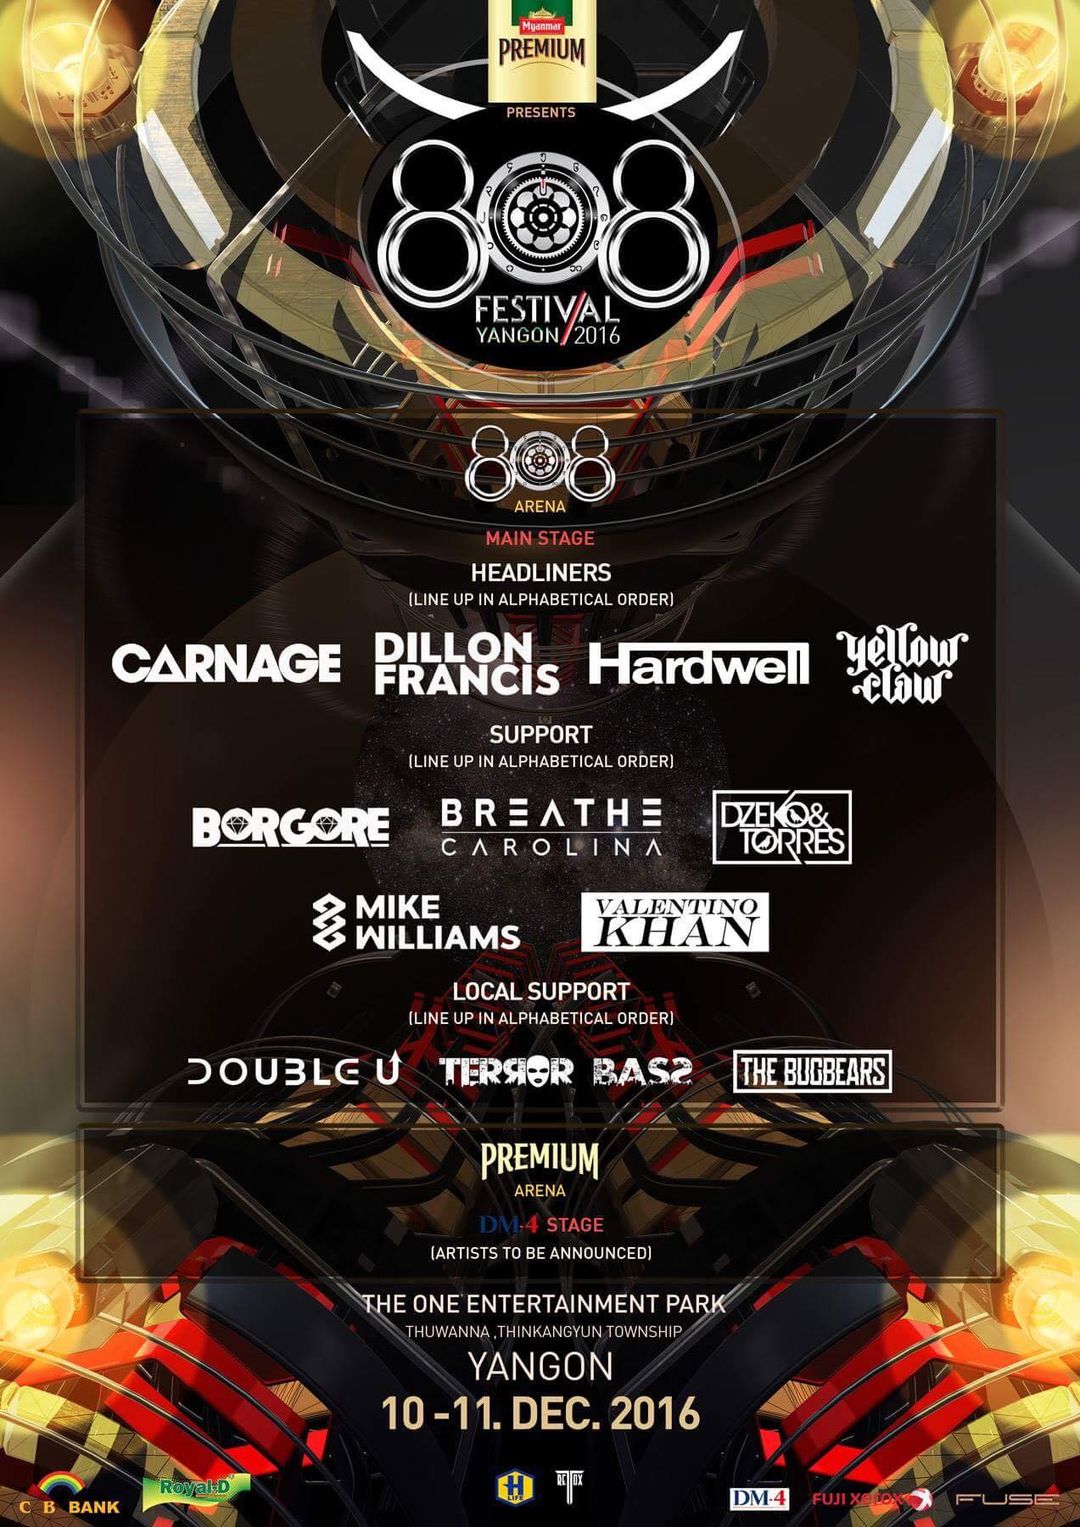 Myanmar
PREMIUM
PRESENTS
808
FESTIVAL
YANGON 2016
808
ARENA
MAIN STAGE
HEADLINERS
(LINE UP IN ALPHABETICAL ORDER)
CARNAGE DILLON FRANCIS Hardwell yellow claw
SUPPORT
(LINE UP IN ALPHABETICAL ORDER)
BORGORE BREATHE CAROLINA DZEKO & TORRES
MIKE WILLIAMS VALENTINO KHAN
LOCAL SUPPORT
(LINE UP IN ALPHABETICAL ORDER)
DOUBLE U TERROR BASS THE BUGBEARS
PREMIUM
ARENA
DM-4 STAGE
(ARTISTS TO BE ANNOUNCED)
THE ONE ENTERTAINMENT PARK
THUWANNA ,THINKANGYUN TOWNSHIP
YANGON
10 -11. DEC. 2016
C B BANK Royal-D H LIFE RETOX DM-4 FUJI xerox FUSE